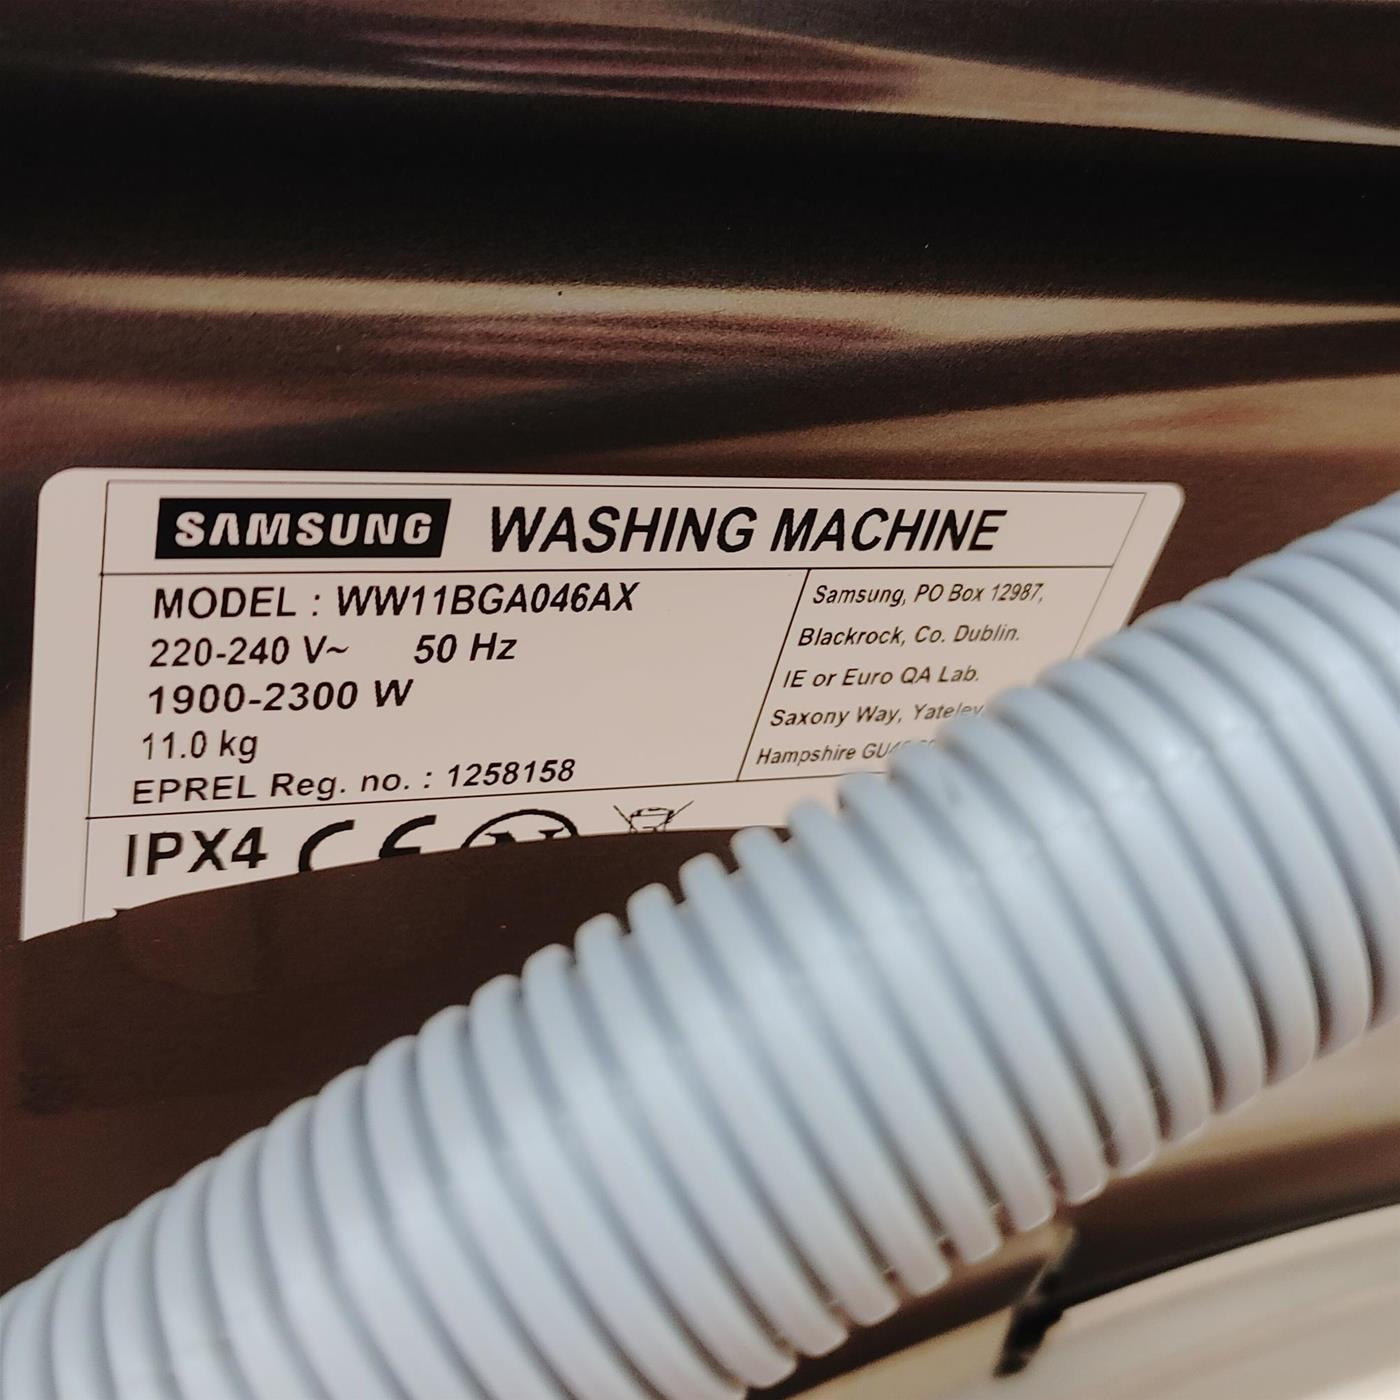 SAMSUNG WASHING MACHINE
MODEL : WW11BGA046AX
220-240 V~ 50 Hz
1900-2300 W
11.0 kg
EPREL Reg. no. : 1258158
Samsung, PO Box 12987,
Blackrock, Co. Dublin.
IE or Euro QA Lab.
Saxony Way, Yateley
Hampshire
IPX4 CE N